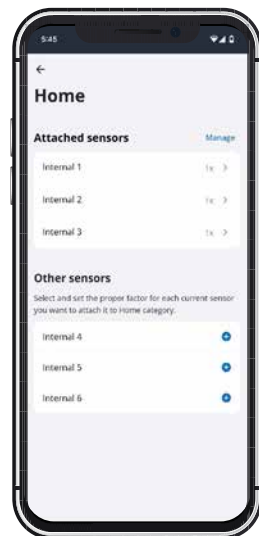 5:45
←
Home
Attached sensors Manage
Internal 1 1x >
Internal 2 1x >
Internal 3 1x >
Other sensors
Select and set the proper factor for each current sensor
you want to attach it to Home category.
Internal 4
Internal 5
Internal 6